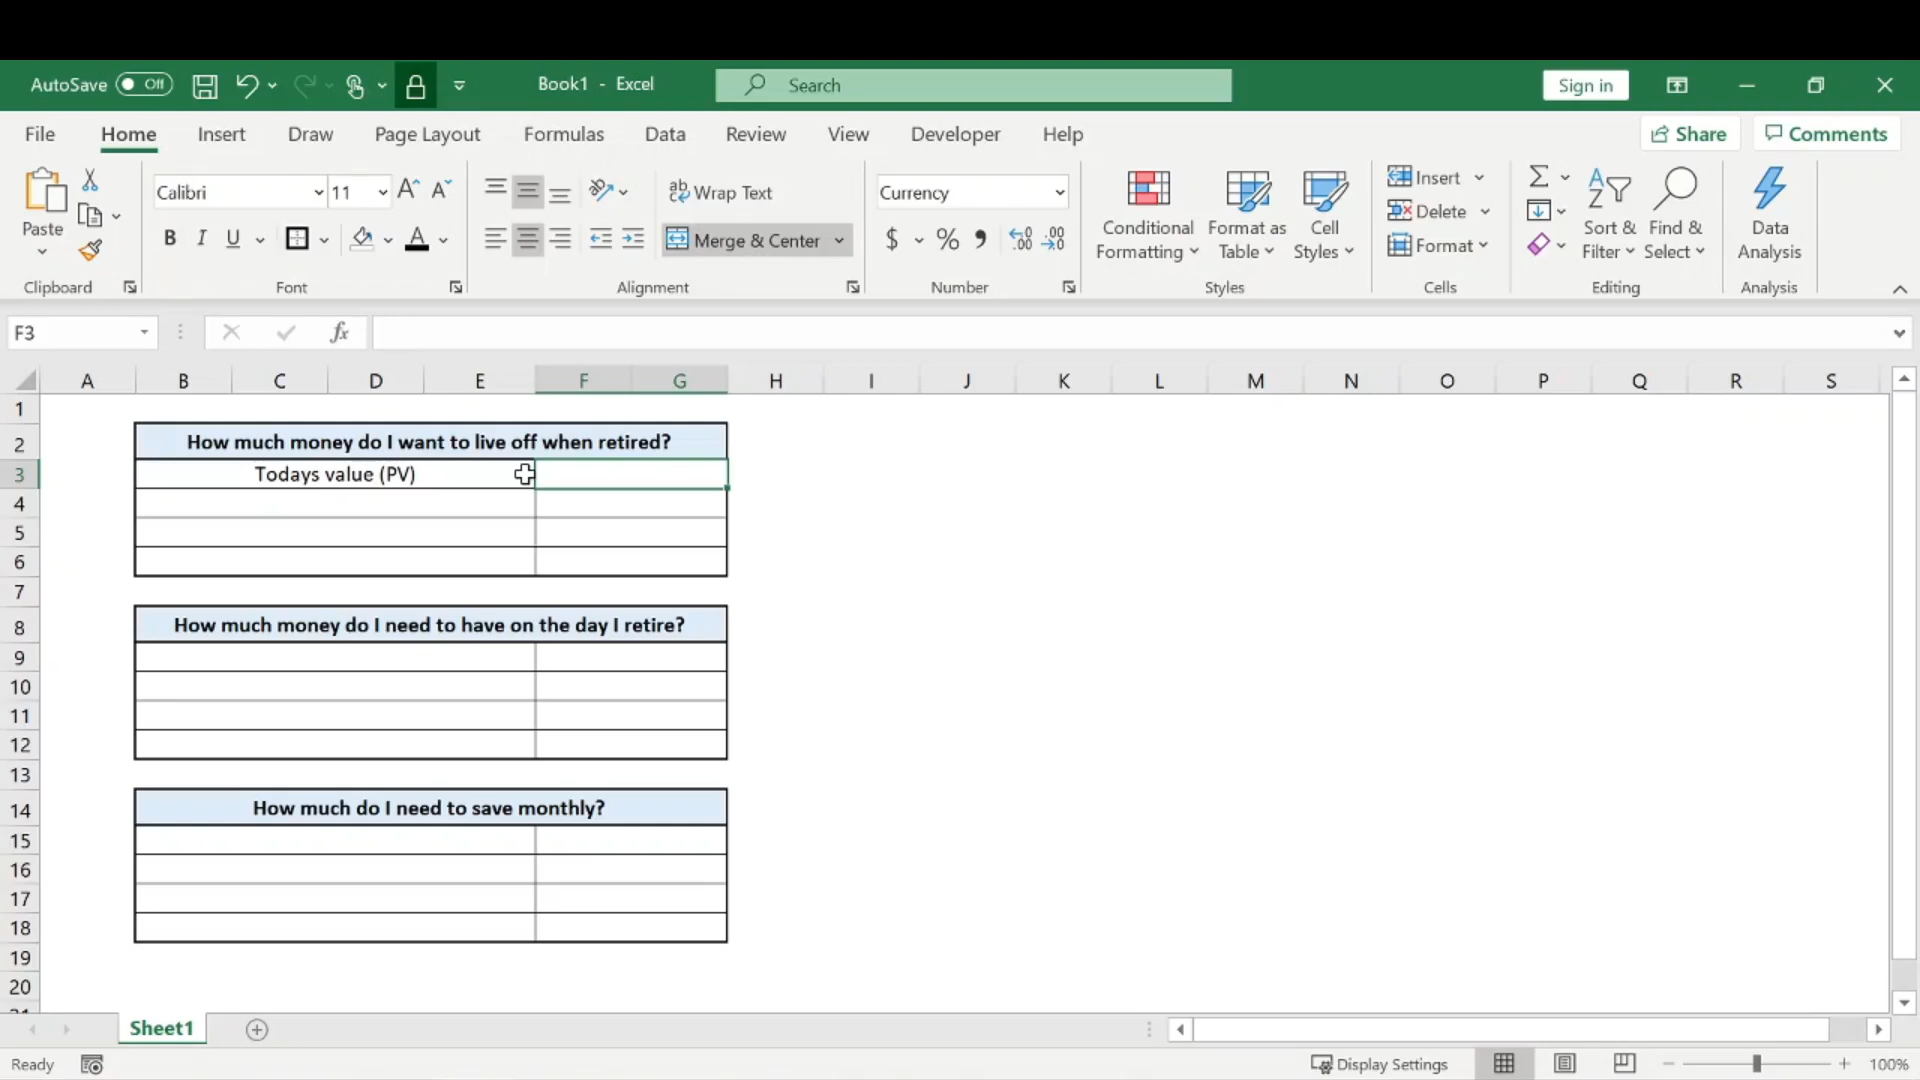 AutoSave Off Book1 - Excel Search Sign in
File Home Insert Draw Page Layout Formulas Data Review View Developer Help Share Comments
Paste
Clipboard
Calibri 11
B I U A
Font
ab Wrap Text
Merge & Center
Alignment
Currency
$ % 9
Number
Conditional Formatting
Format as Table
Cell Styles
Styles
Insert
Delete
Format
Cells
Sort & Filter
Find & Select
Editing
Data Analysis
Analysis
F3 fx
A B C D E F G H I J K L M N O P Q R S
1
2 How much money do I want to live off when retired?
3 Todays value (PV)
4
5
6
7
8 How much money do I need to have on the day I retire?
9
10
11
12
13
14 How much do I need to save monthly?
15
16
17
18
19
20
Sheet1
Ready Display Settings 100%